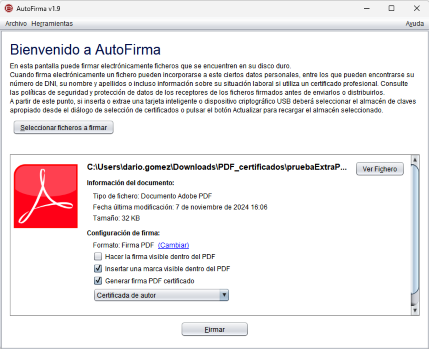 AutoFirma v1.9
Archivo Herramientas Ayuda
Bienvenido a AutoFirma
En esta pantalla puede firmar electrónicamente ficheros que se encuentren en su disco duro.
Cuando firma electrónicamente un fichero pueden incorporarse a este ciertos datos personales, entre los que pueden encontrarse su
número de DNI, su nombre y apellidos o incluso información sobre su situación laboral si utiliza un certificado profesional. Consulte
las políticas de seguridad y protección de datos de los receptores de los ficheros firmados antes de enviarlos o distribuirlos.
A partir de este punto, si inserta o extrae una tarjeta inteligente o dispositivo criptográfico USB deberá seleccionar el almacén de claves
apropiado desde el diálogo de selección de certificados o pulsar el botón Actualizar para recargar el almacén seleccionado.
Seleccionar ficheros a firmar
C:\Users\dario.gomez\Downloads\PDF_certificados\pruebaExtraP...
Ver Fichero
Información del documento:
Tipo de fichero: Documento Adobe PDF
Fecha última modificación: 7 de noviembre de 2024 16:06
Tamaño: 32 KB
Configuración de firma:
Formato: Firma PDF (Cambiar)
Hacer la firma visible dentro del PDF
Insertar una marca visible dentro del PDF
Generar firma PDF certificado
Certificada de autor
Firmar